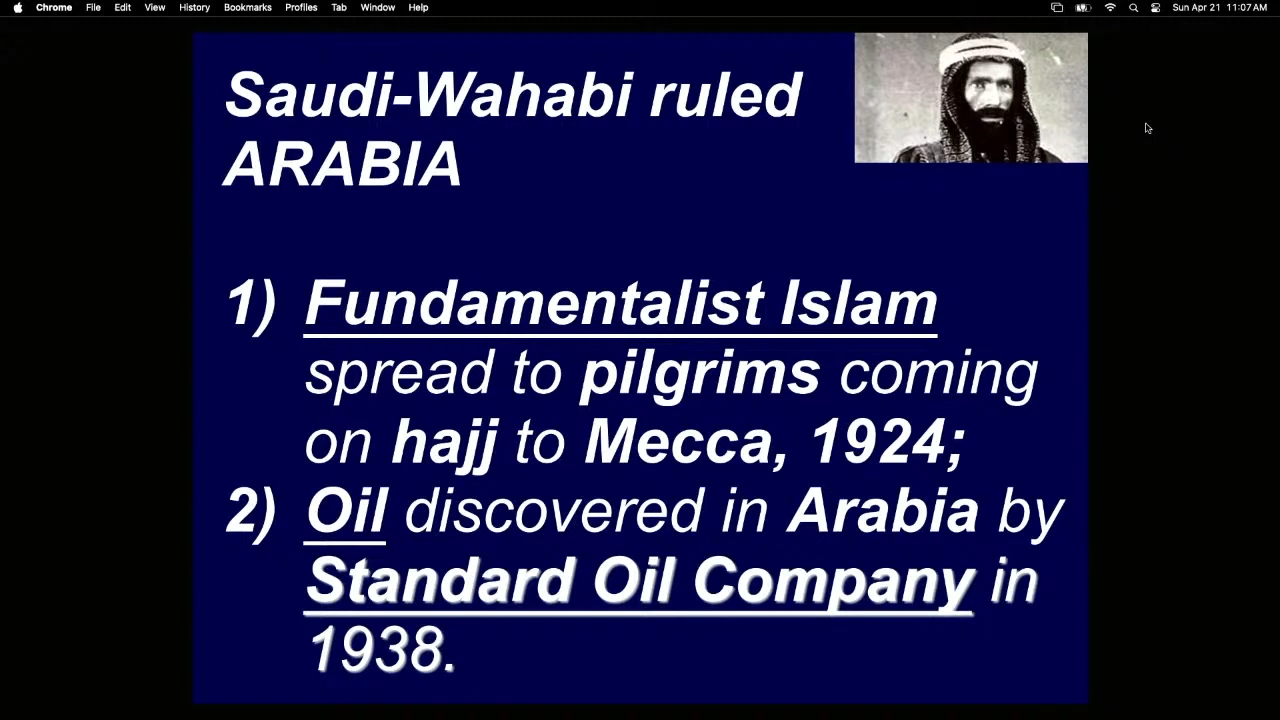 Chrome File Edit View History Bookmarks Profiles Tab Window Help Sun Apr 21 11:07 AM
Saudi-Wahabi ruled
ARABIA
1) Fundamentalist Islam
spread to pilgrims coming
on hajj to Mecca, 1924;
2) Oil discovered in Arabia by
Standard Oil Company in
1938.